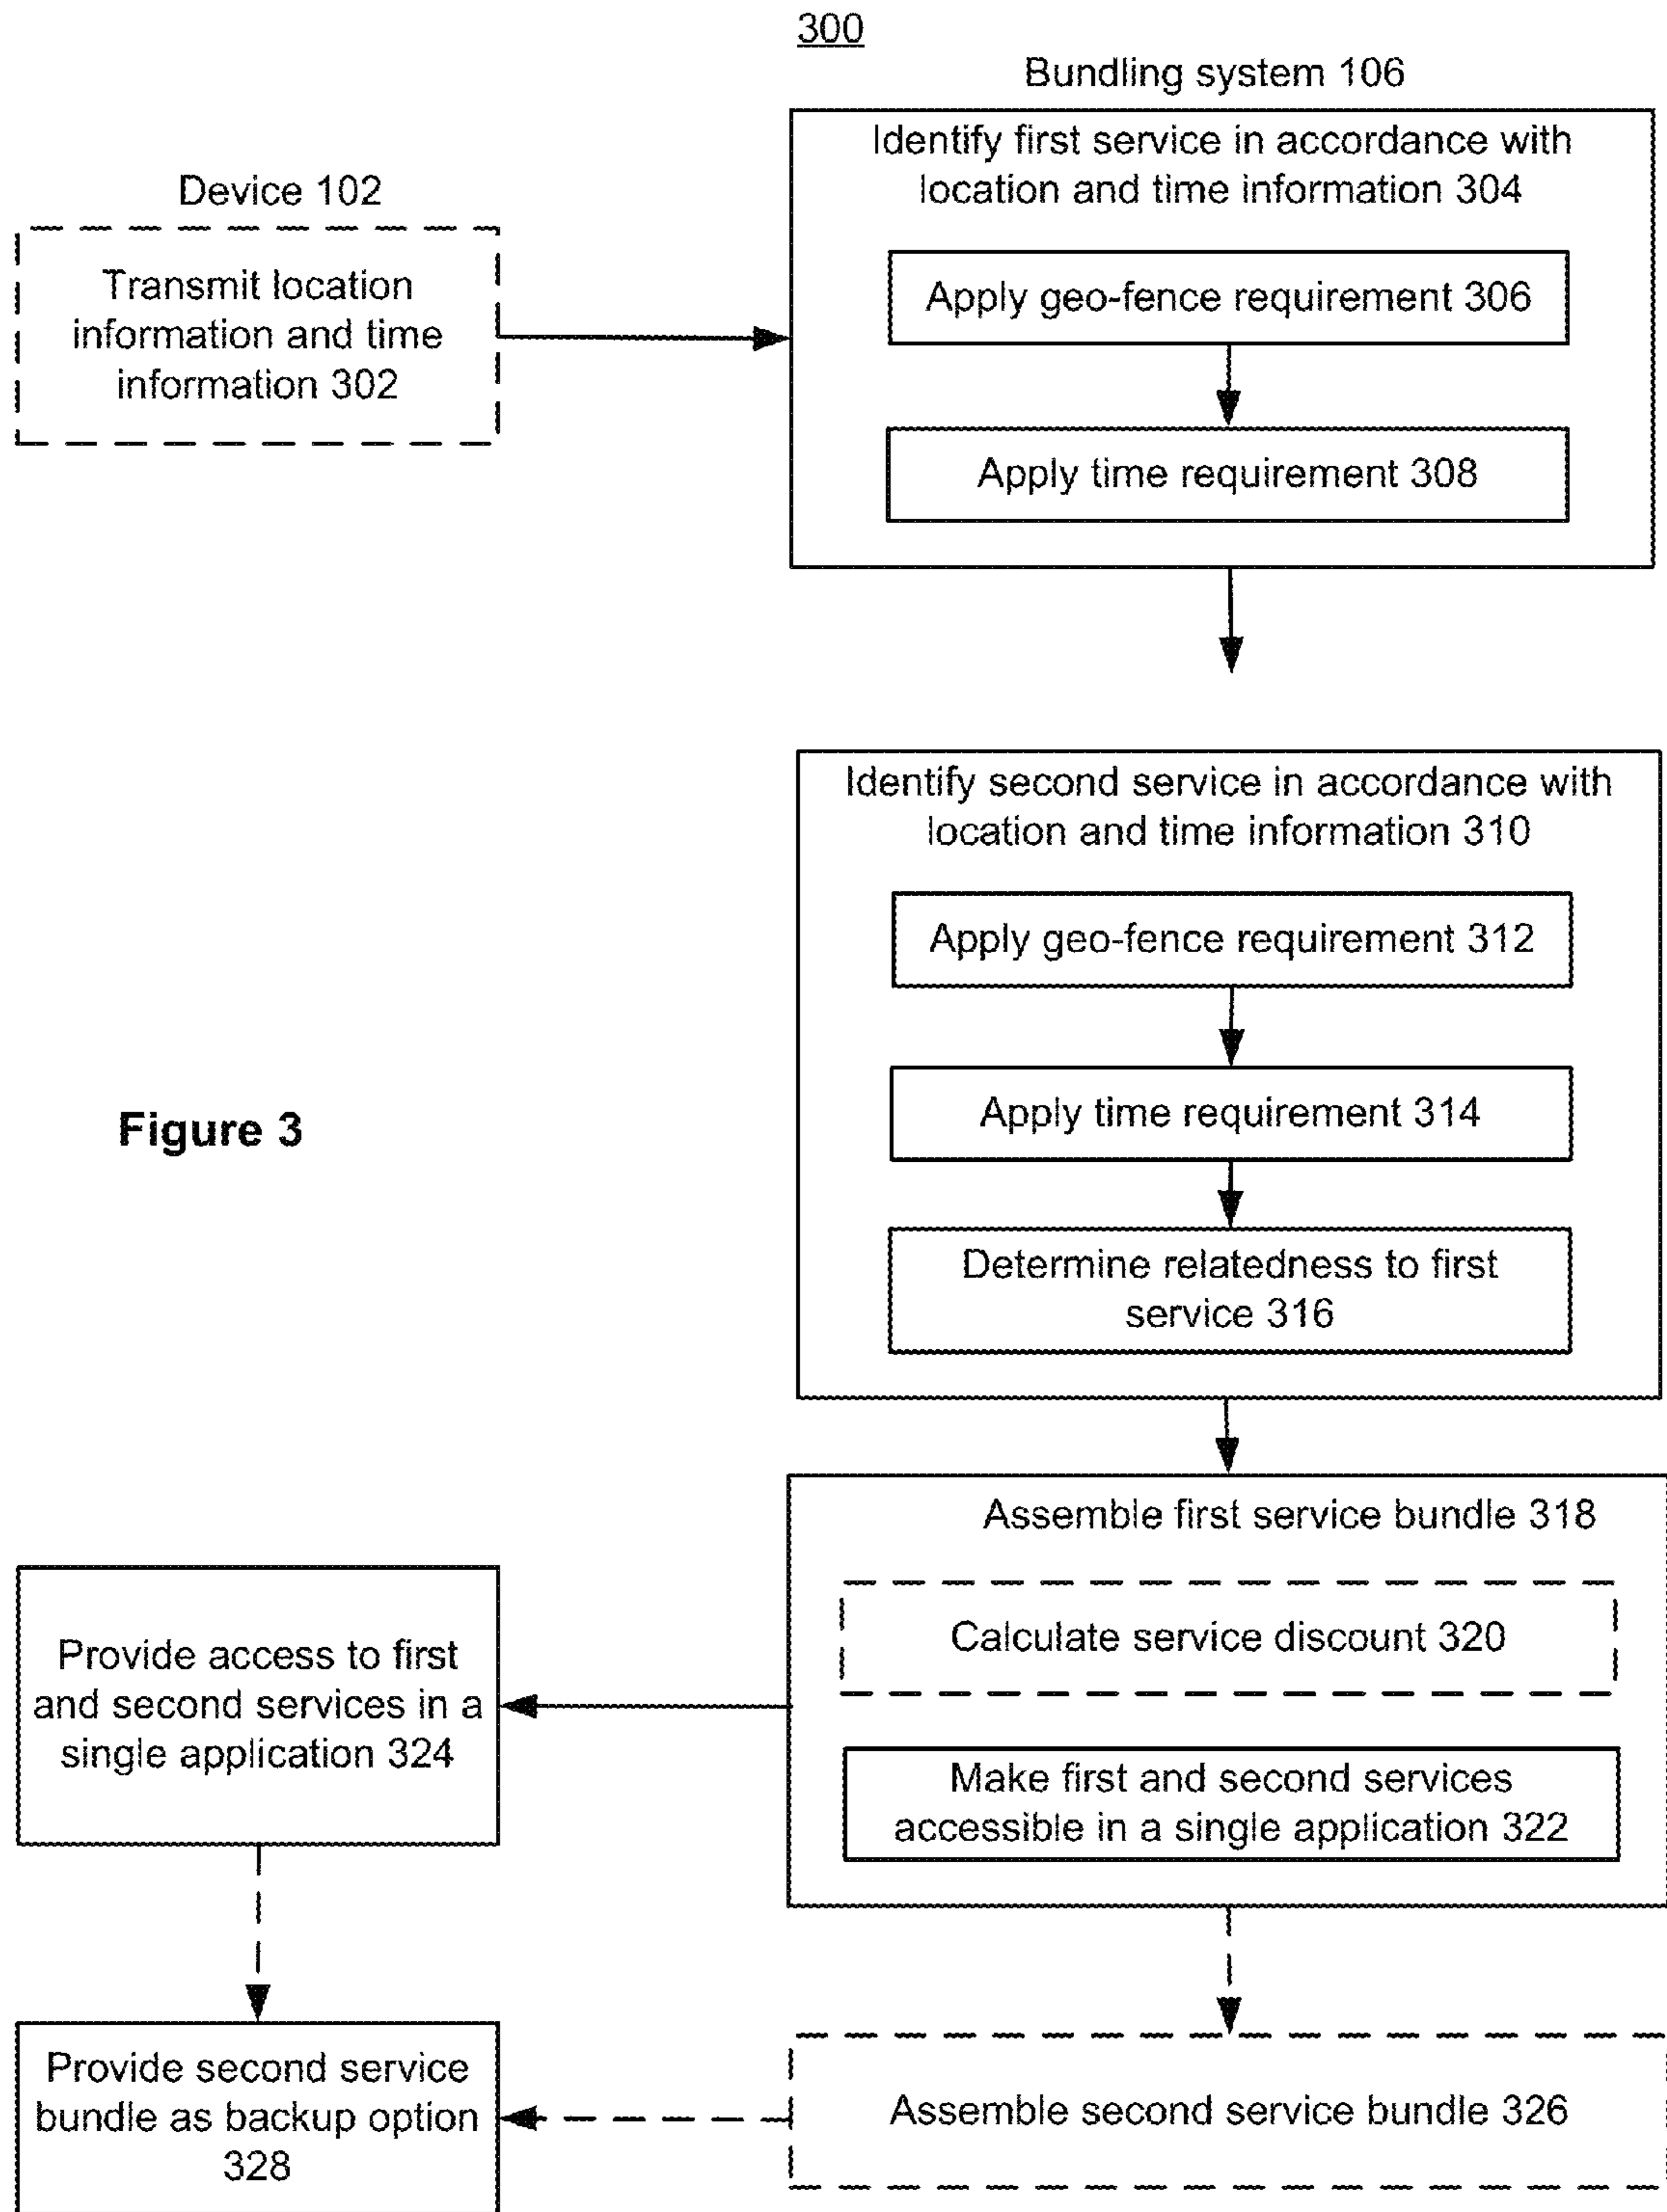 300
Bundling system 106
Identify first service in accordance with
location and time information 304
Device 102
Transmit location
information and time
information 302
Apply geo-fence requirement 306
Apply time requirement 308
Identify second service in accordance with
location and time information 310
Apply geo-fence requirement 312
Apply time requirement 314
Figure 3
Determine relatedness to first
service 316
Assemble first service bundle 318
Calculate service discount 320
Provide access to first
and second services in a
single application 324
Make first and second services
accessible in a single application 322
Provide second service
bundle as backup option
328
Assemble second service bundle 326